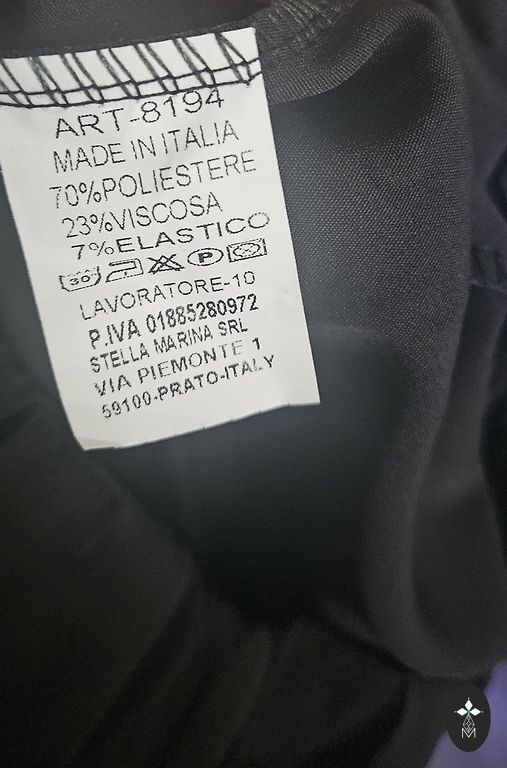 ART-8194
MADE IN ITALIA
70%POLIESTERE
23%VISCOSA
7%ELASTICO
30 P
LAVORATORE-10
P.IVA 01885280972
STELLA MARINA SRL
VIA PIEMONTE 1
59100-PRATO-ITALY
M